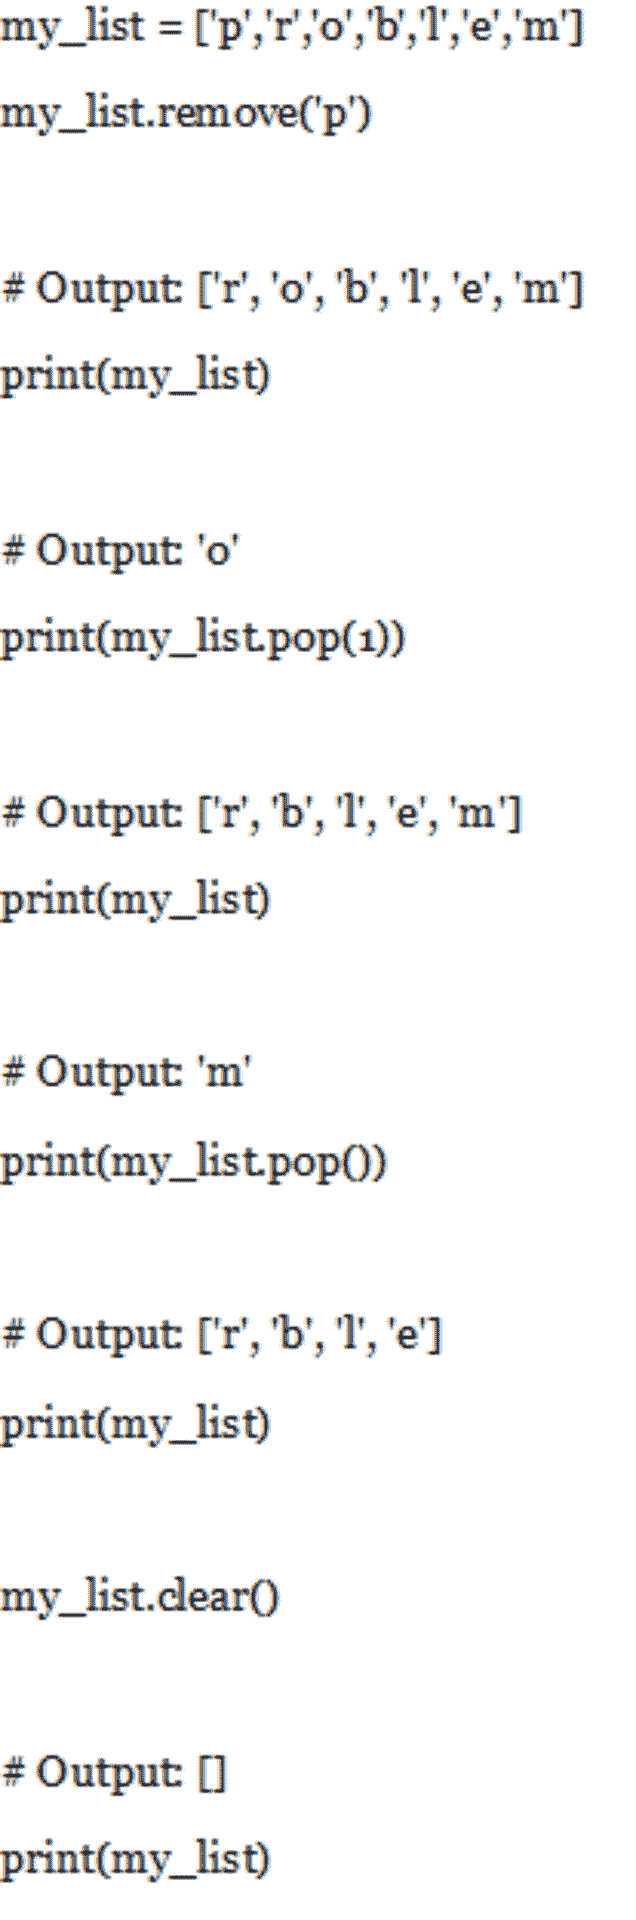 my_list = ['p','r','o','b','l','e','m']
my_list.remove('p')
# Output: ['r', 'o', 'b', 'l', 'e', 'm']
print(my_list)
# Output: 'o'
print(my_list.pop(1))
# Output: ['r', 'b', 'l', 'e', 'm']
print(my_list)
# Output: 'm'
print(my_list.pop())
# Output: ['r', 'b', 'l', 'e']
print(my_list)
my_list.clear()
# Output: []
print(my_list)